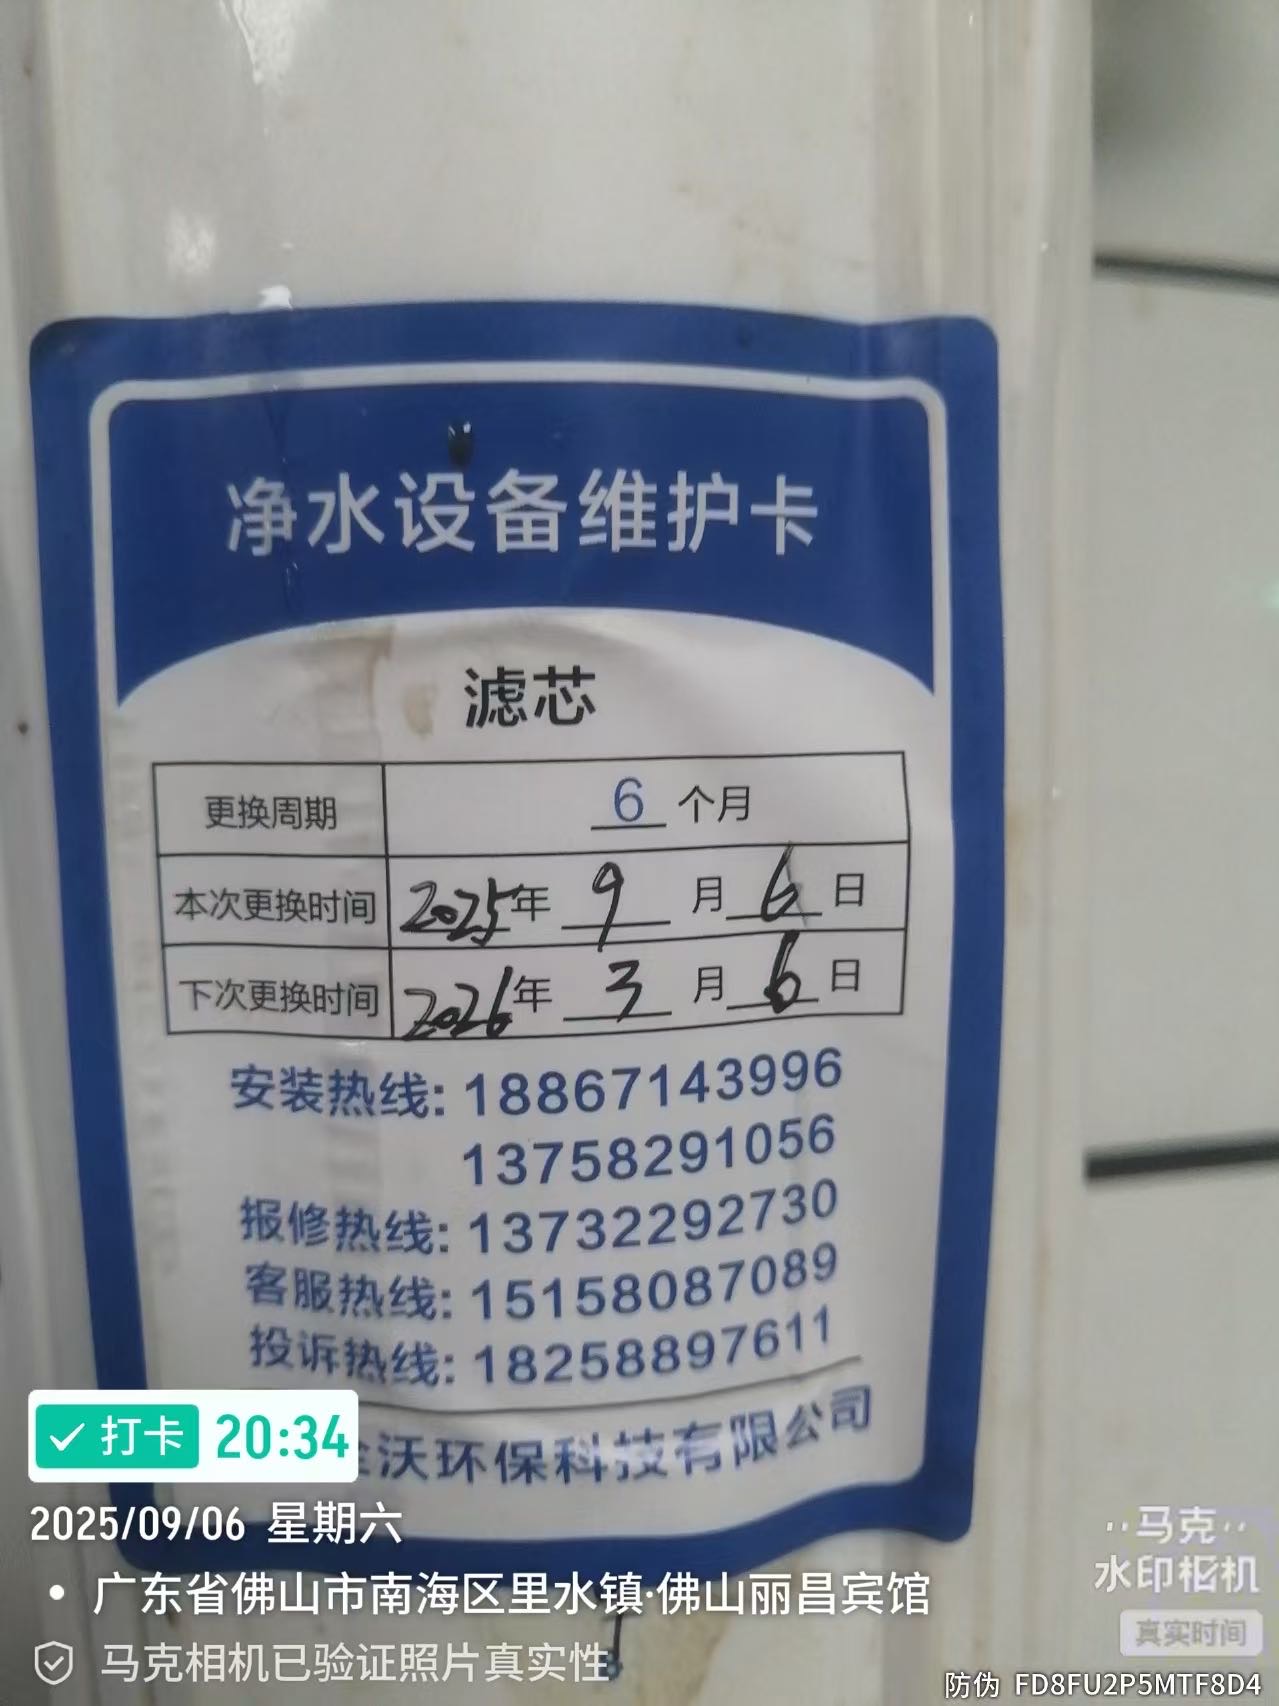 净水设备维护卡
滤芯
更换周期 6 个月
本次更换时间 2025年 9 月 6 日
下次更换时间 2026年 3 月 6 日
安装热线: 18867143996
13758291056
报修热线: 13732292730
客服热线: 15158087089
投诉热线: 18258897611
沃环保科技有限公司
打卡 20:34
2025/09/06 星期六
广东省佛山市南海区里水镇·佛山丽昌宾馆
马克相机已验证照片真实性
马克
水印相机
真实时间
防伪 FD8FU2P5MTF8D4